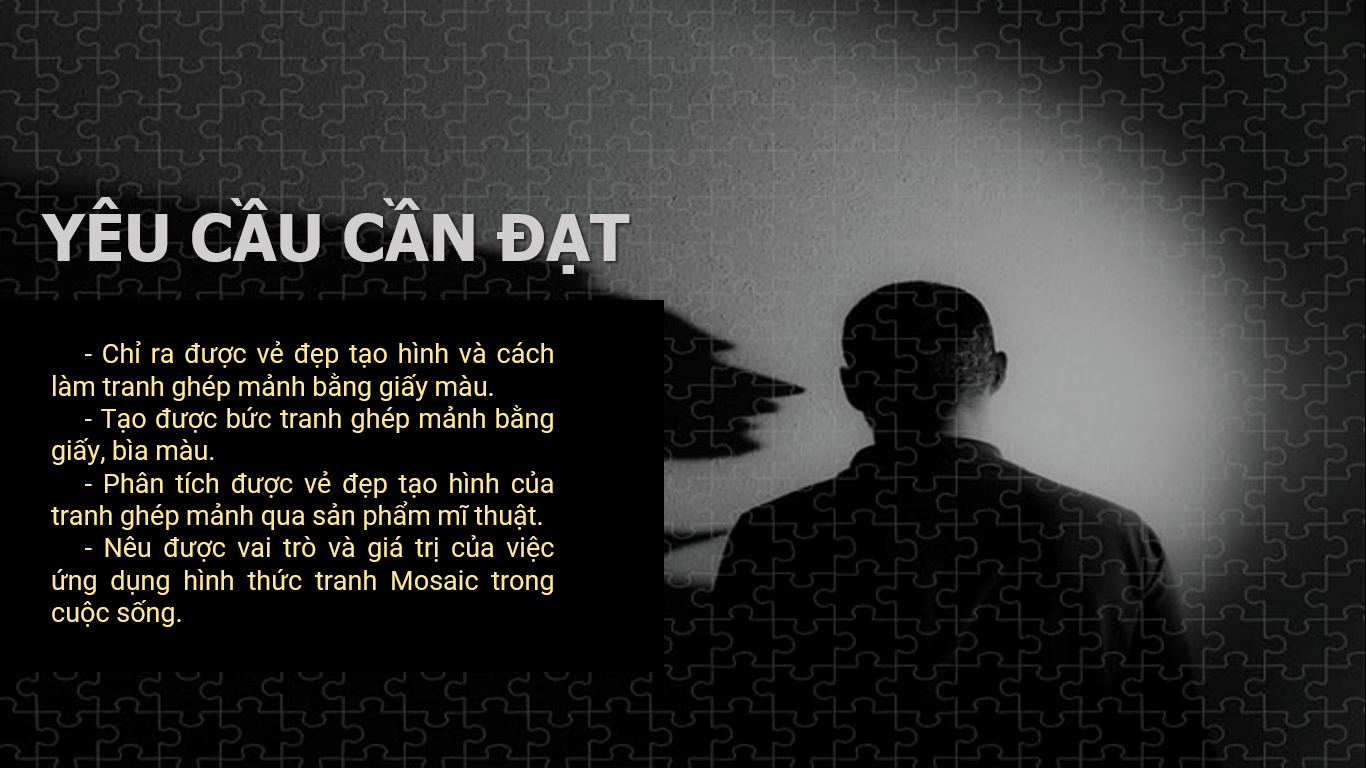 YÊU CẦU CẦN ĐẠT
- Chỉ ra được vẻ đẹp tạo hình và cách
làm tranh ghép mảnh bằng giấy màu.
- Tạo được bức tranh ghép mảnh bằng
giấy, bìa màu.
- Phân tích được vẻ đẹp tạo hình của
tranh ghép mảnh qua sản phẩm mĩ thuật.
- Nêu được vai trò và giá trị của việc
ứng dụng hình thức tranh Mosaic trong
cuộc sống.